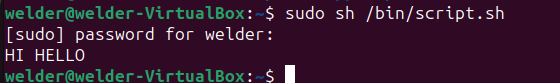 welder@welder-VirtualBox:~$ sudo sh /bin/script.sh
[sudo] password for welder:
HI HELLO
welder@welder-VirtualBox:~$